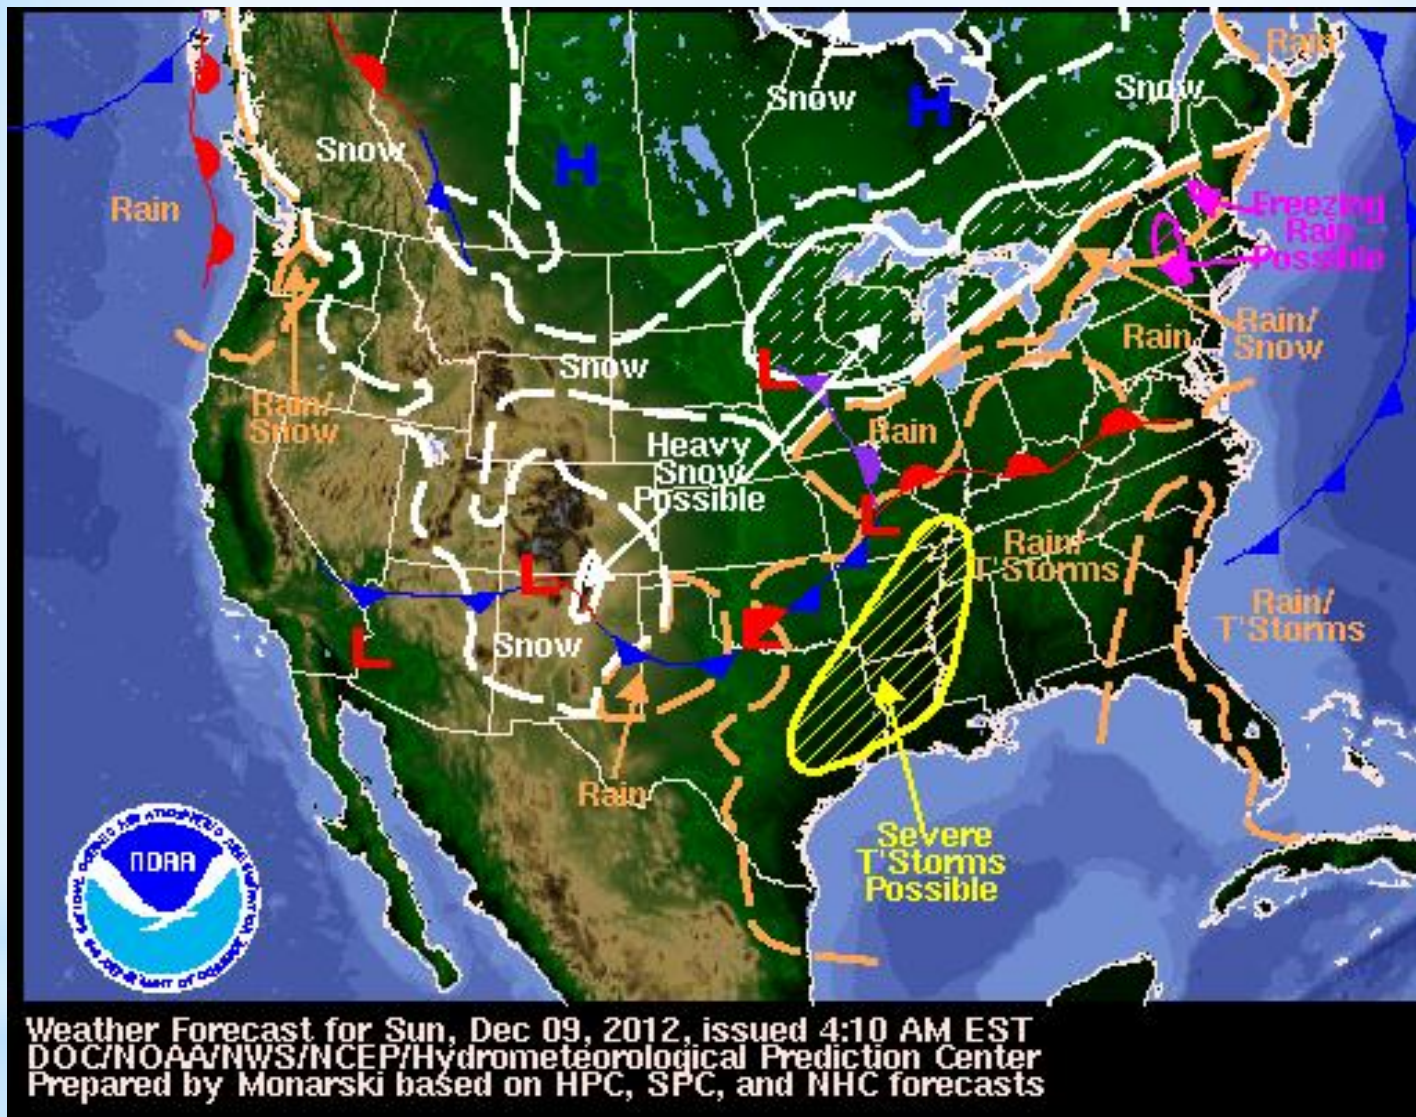 Rain
Snow
Snow
Snow
H
H
Rain
Freezing
Rain
Possible
Rain
Rain/
Snow
Snow
L
Rain/
Snow
Heavy
Snow
Possible
Rain
L
Rain/
T'Storms
L
Rain/
T'Storms
L
L
Snow
Rain
Severe
T'Storms
Possible
NOAA
Weather Forecast for Sun, Dec 09, 2012, issued 4:10 AM EST
DOC/NOAA/NWS/NCEP/Hydrometeorological Prediction Center
Prepared by Monarski based on HPC, SPC, and NHC forecasts